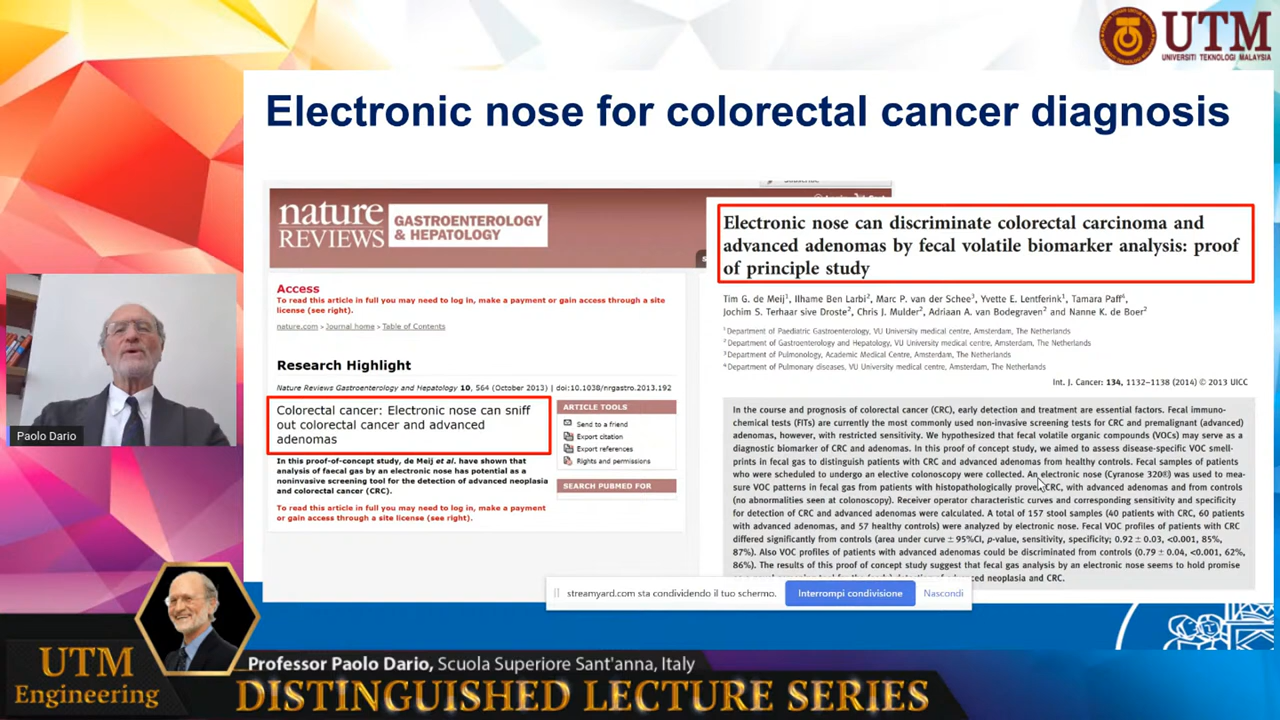 UTM
UNIVERSITI TEKNOLOGI MALAYSIA
Electronic nose for colorectal cancer diagnosis
nature
REVIEWS
GASTROENTEROLOGY
& HEPATOLOGY
Access
To read this article in full you may need to log in, make a payment or gain access through a site
license (see right).
nature.com > Journal home > Table of Contents
Research Highlight
Nature Reviews Gastroenterology and Hepatology 10, 564 (October 2013) | doi:10.1038/nrgastro.2013.192
Colorectal cancer: Electronic nose can sniff
out colorectal cancer and advanced
adenomas
In this proof-of-concept study, de Meij et al. have shown that
analysis of faecal gas by an electronic nose has potential as a
noninvasive screening tool for the detection of advanced neoplasia
and colorectal cancer (CRC).
To read this article in full you may need to log in, make a payment
or gain access through a site license (see right).
ARTICLE TOOLS
Send to a friend
Export citation
Export references
Rights and permissions
SEARCH PUBMED FOR
Electronic nose can discriminate colorectal carcinoma and
advanced adenomas by fecal volatile biomarker analysis: proof
of principle study
Tim G. de Meij1, Ilhame Ben Larbi2, Marc P. van der Schee3, Yvette E. Lentferink1, Tamara Paff4,
Jochim S. Terhaar sive Droste2, Chris J. Mulder2, Adriaan A. van Bodegraven2 and Nanne K. de Boer2
1 Department of Paediatric Gastroenterology, VU University medical centre, Amsterdam, The Netherlands
2 Department of Gastroenterology and Hepatology, VU University medical centre, Amsterdam, The Netherlands
3 Department of Pulmonology, Academic Medical Centre, Amsterdam, The Netherlands
4 Department of Pulmonary diseases, VU University medical centre, Amsterdam, The Netherlands
Int. J. Cancer: 134, 1132–1138 (2014) © 2013 UICC
In the course and prognosis of colorectal cancer (CRC), early detection and treatment are essential factors. Fecal immuno-
chemical tests (FITs) are currently the most commonly used non-invasive screening tests for CRC and premalignant (advanced)
adenomas, however, with restricted sensitivity. We hypothesized that fecal volatile organic compounds (VOCs) may serve as a
diagnostic biomarker of CRC and adenomas. In this proof of concept study, we aimed to assess disease-specific VOC smell-
prints in fecal gas to distinguish patients with CRC and advanced adenomas from healthy controls. Fecal samples of patients
who were scheduled to undergo an elective colonoscopy were collected. An electronic nose (Cyranose 320®) was used to mea-
sure VOC patterns in fecal gas from patients with histopathologically proven CRC, with advanced adenomas and from controls
(no abnormalities seen at colonoscopy). Receiver operator characteristic curves and corresponding sensitivity and specificity
for detection of CRC and advanced adenomas were calculated. A total of 157 stool samples (40 patients with CRC, 60 patients
with advanced adenomas, and 57 healthy controls) were analyzed by electronic nose. Fecal VOC profiles of patients with CRC
differed significantly from controls (area under curve ± 95%CI, p-value, sensitivity, specificity; 0.92 ± 0.03, <0.001, 85%,
87%). Also VOC profiles of patients with advanced adenomas could be discriminated from controls (0.79 ± 0.04, <0.001, 62%,
86%). The results of this proof of concept study suggest that fecal gas analysis by an electronic nose seems to hold promise
neoplasia and CRC.
streamyard.com sta condividendo il tuo schermo.
Interrompi condivisione
Nascondi
Paolo Dario
UTM
Engineering
Professor Paolo Dario, Scuola Superiore Sant'anna, Italy
DISTINGUISHED LECTURE SERIES